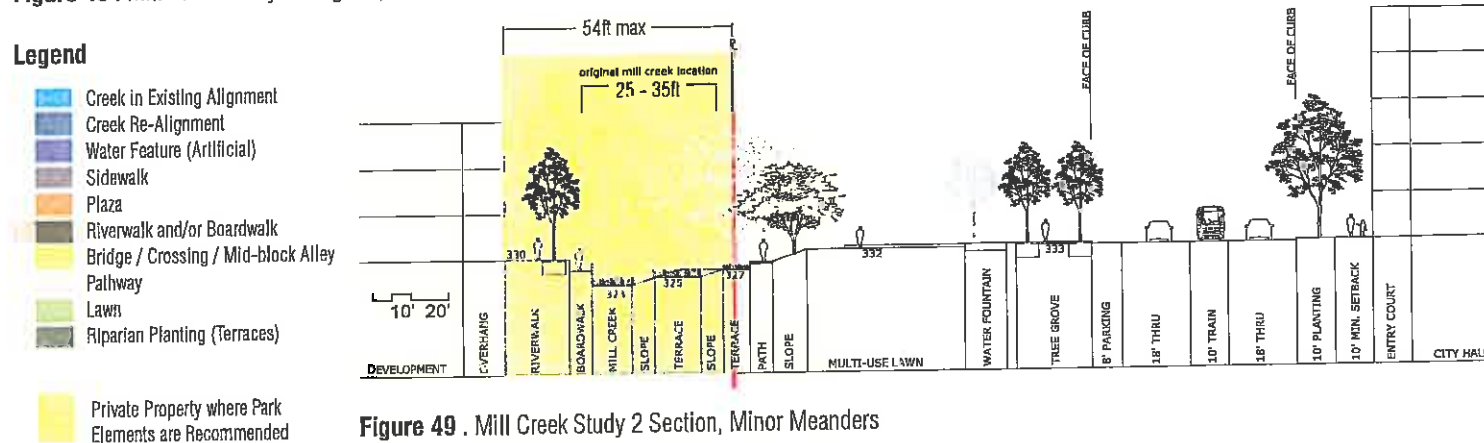 Legend
Creek in Existing Alignment
Creek Re-Alignment
Water Feature (Artificial)
Sidewalk
Plaza
Riverwalk and/or Boardwalk
Bridge / Crossing / Mid-block Alley
Pathway
Lawn
Riparian Planting (Terraces)
Private Property where Park
Elements are Recommended
54ft max
original mill creek location
25 - 35ft
FACE OF CURB
FACE OF CURB
330
323
325
327
332
333
10' 20'
DEVELOPMENT
OVERHANG
RIVERWALK
BOARDWALK
MILL CREEK
SLOPE
TERRACE
SLOPE
TERRACE
PATH
SLOPE
MULTI-USE LAWN
WATER FOUNTAIN
TREE GROVE
8' PARKING
18' THRU
10' TRAIN
18' THRU
10' PLANTING
10' MIN. SETBACK
ENTRY COURT
CITY HALL
Figure 49 . Mill Creek Study 2 Section, Minor Meanders